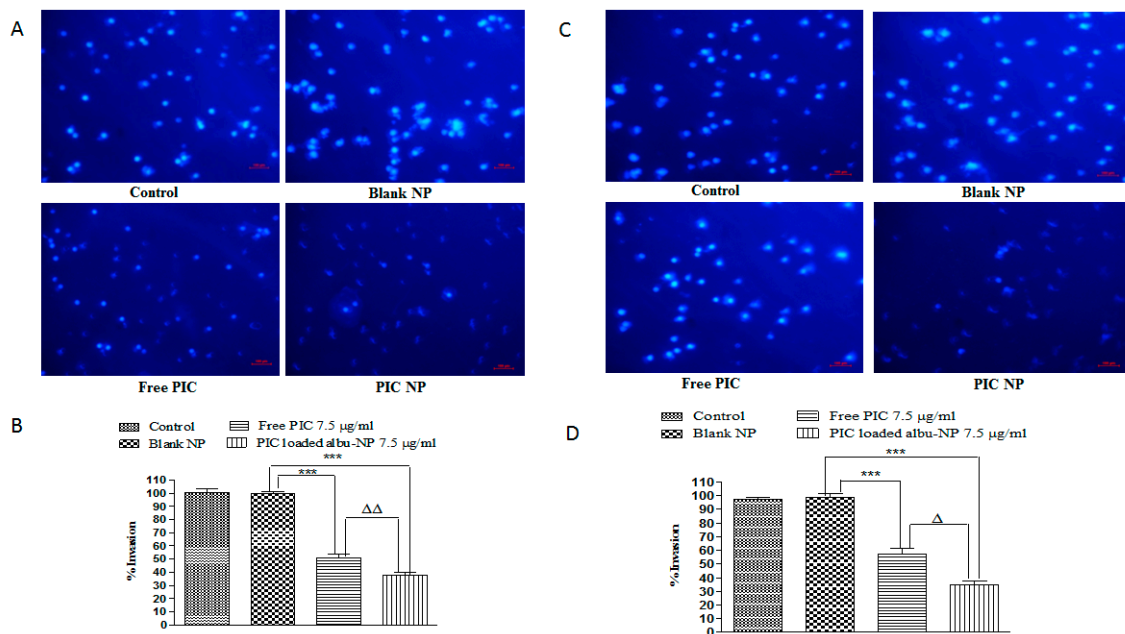 A
Control
Blank NP
Free PIC
PIC NP
B
Control
Free PIC 7.5 µg/ml
Blank NP
PIC loaded albu-NP 7.5 µg/ml
***
***
ΔΔ
% Invasion
110
100
90
80
70
60
50
40
30
20
10
0
C
Control
Blank NP
Free PIC
PIC NP
D
Control
Free PIC 7.5 µg/ml
Blank NP
PIC loaded albu-NP 7.5 µg/ml
***
***
Δ
% Invasion
110
100
90
80
70
60
50
40
30
20
10
0